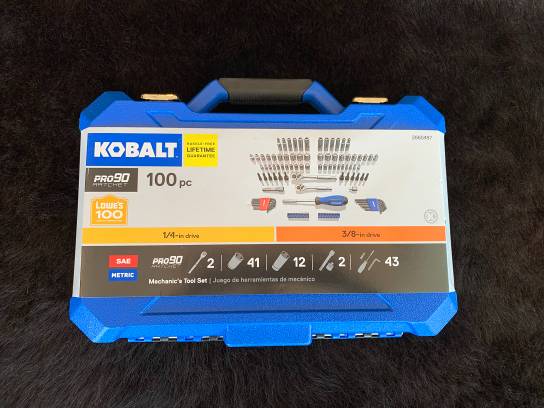 KOBALT
HASSLE-FREE
LIFETIME
GUARANTEE
PRO90
RATCHET
100 pc
LOWE'S
100
1/4-in drive
3/8-in drive
SAE
METRIC
PRO90
RATCHET
2
41
12
2
43
Mechanic's Tool Set | Juego de herramientas de mecánico